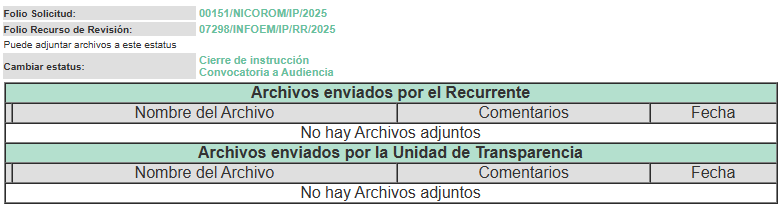 Folio Solicitud: 00151/NICOROM/IP/2025
Folio Recurso de Revisión: 07298/INFOEM/IP/RR/2025
Puede adjuntar archivos a este estatus
Cambiar estatus: Cierre de instrucción
Convocatoria a Audiencia
Archivos enviados por el Recurrente
Nombre del Archivo Comentarios Fecha
No hay Archivos adjuntos
Archivos enviados por la Unidad de Transparencia
Nombre del Archivo Comentarios Fecha
No hay Archivos adjuntos